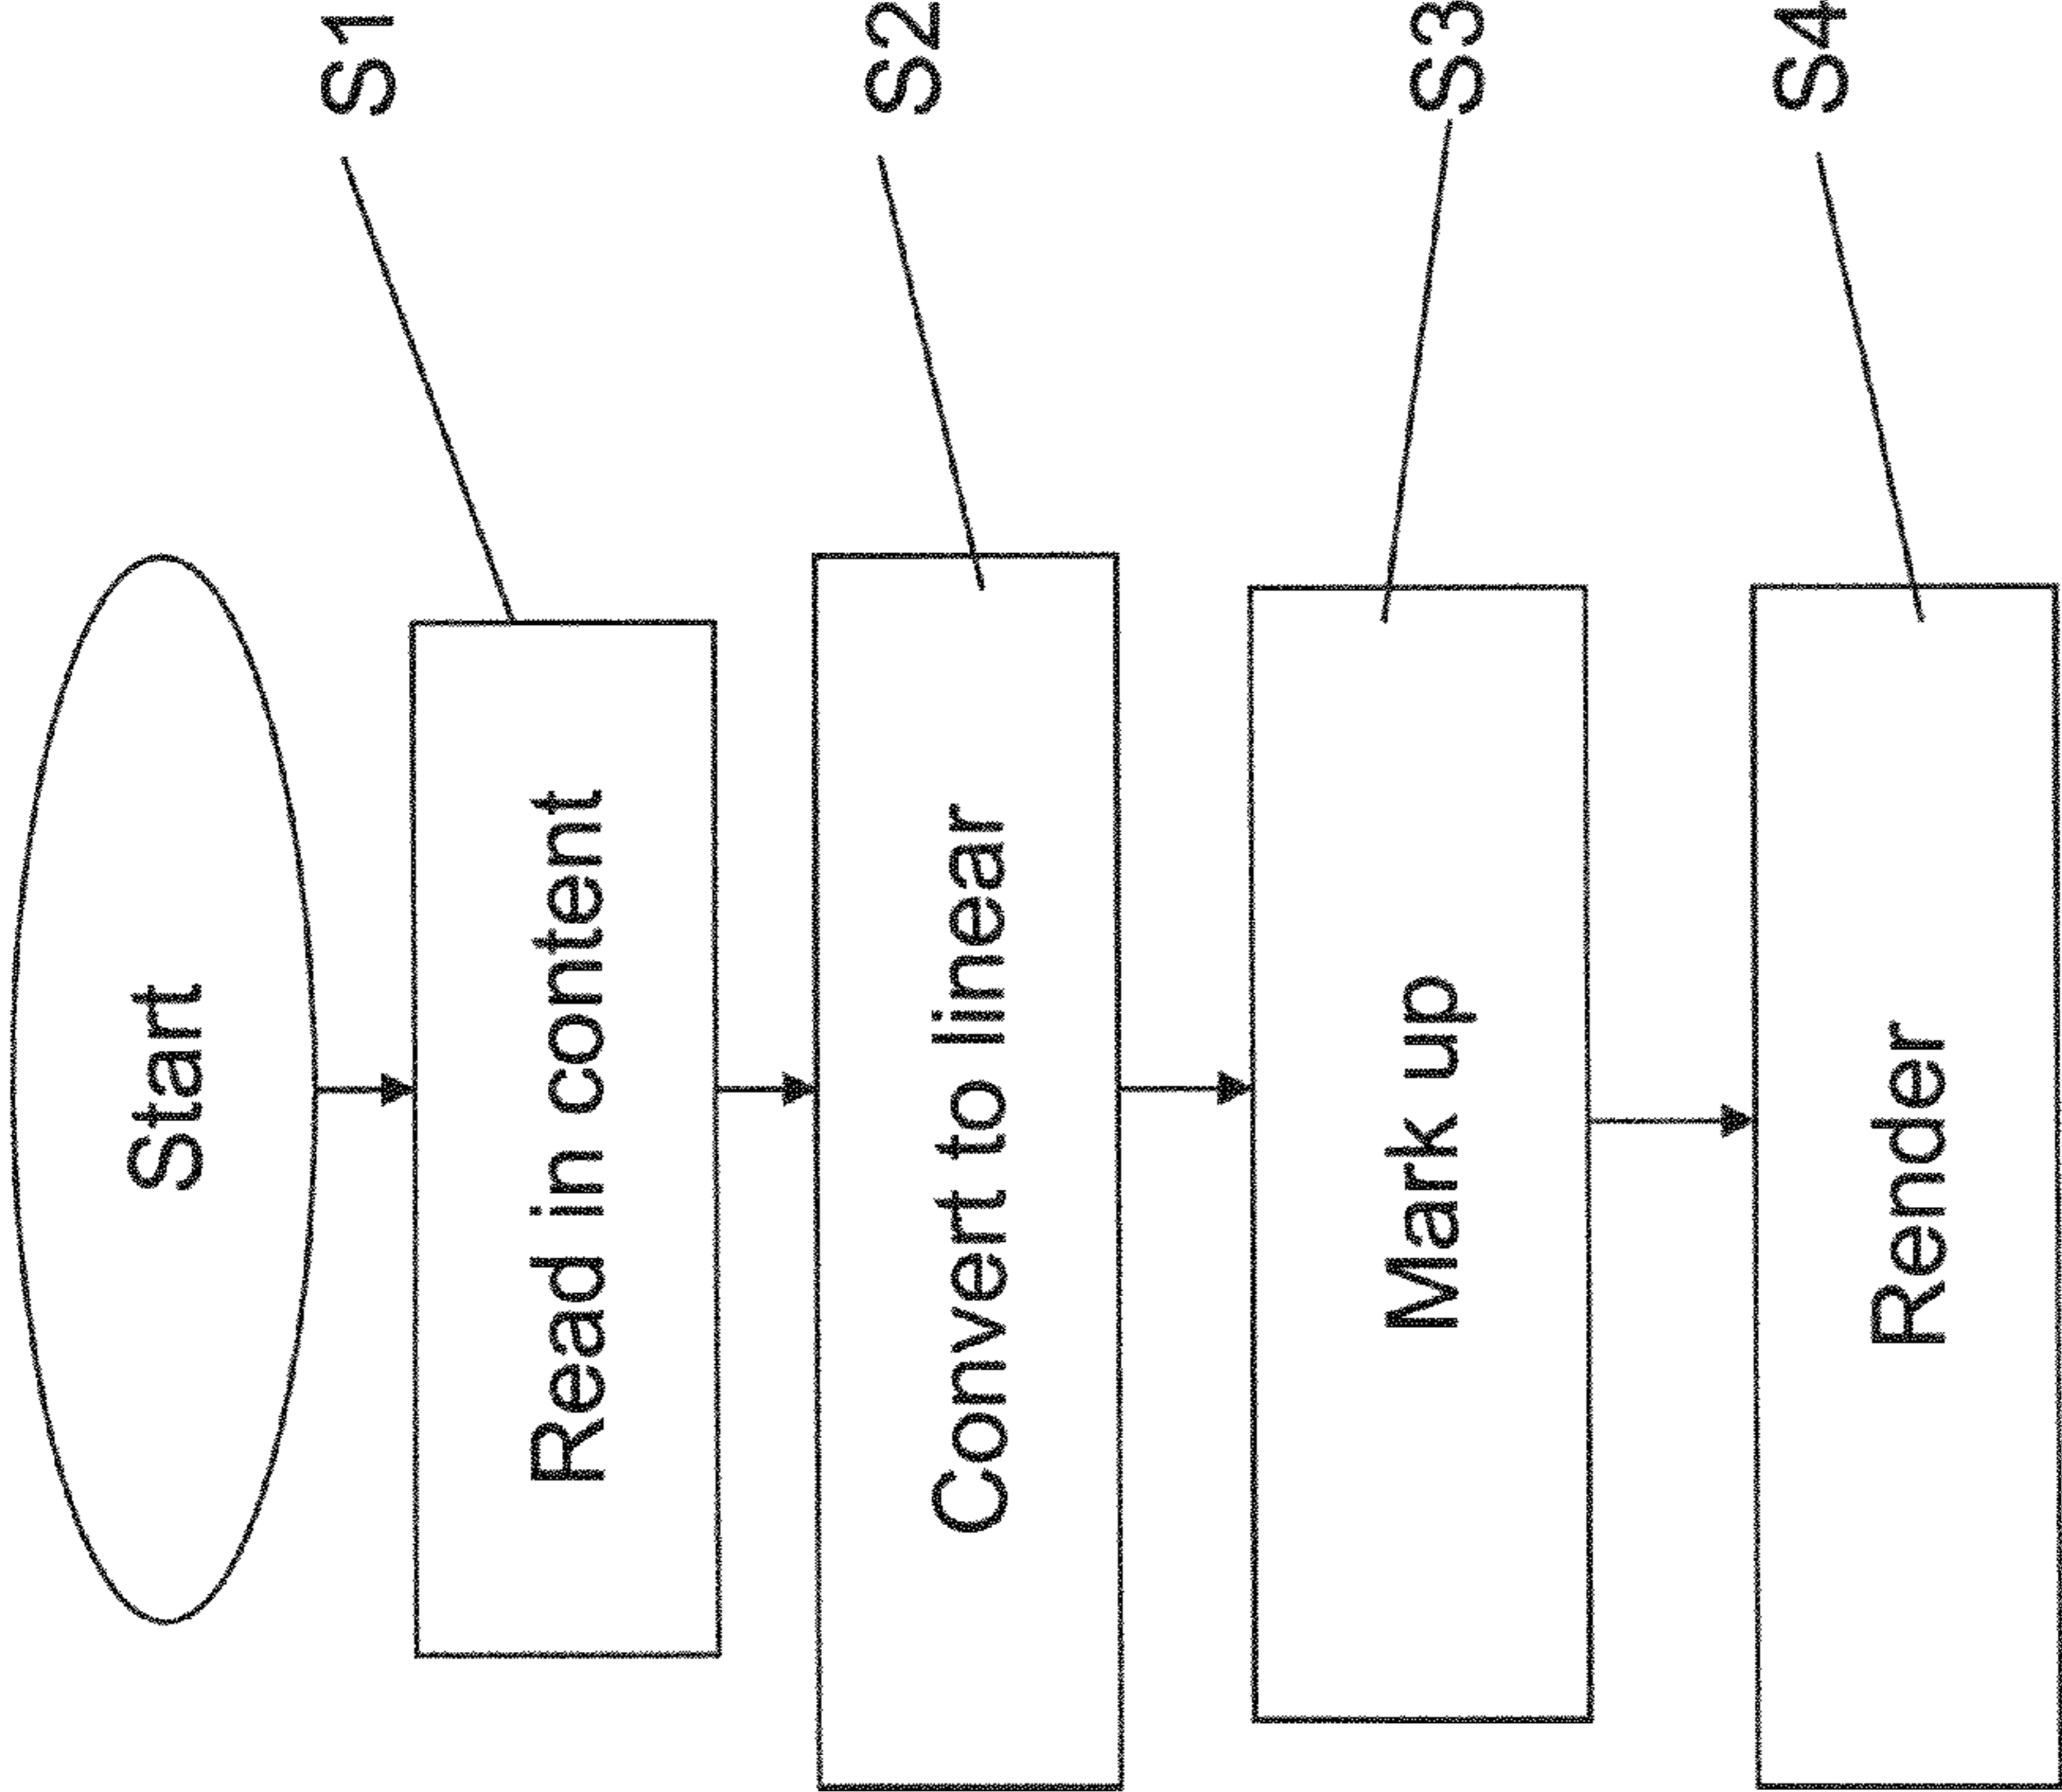 Start
Read in content
S1
Convert to linear
S2
Mark up
S3
Render
S4